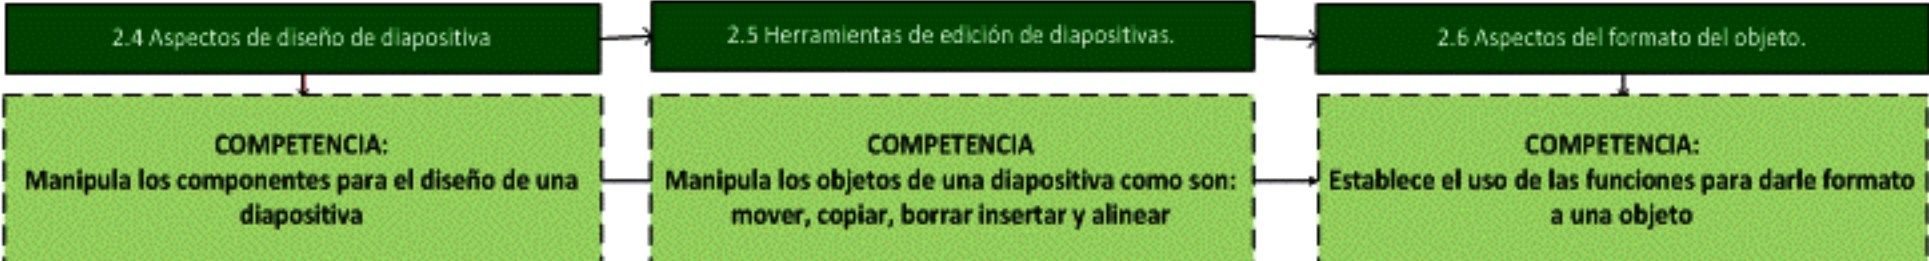 2.4 Aspectos de diseño de diapositiva
2.5 Herramientas de edición de diapositivas.
2.6 Aspectos del formato del objeto.
COMPETENCIA:
Manipula los componentes para el diseño de una
diapositiva
COMPETENCIA
Manipula los objetos de una diapositiva como son:
mover, copiar, borrar insertar y alinear
COMPETENCIA:
Establece el uso de las funciones para darle formato
a una objeto